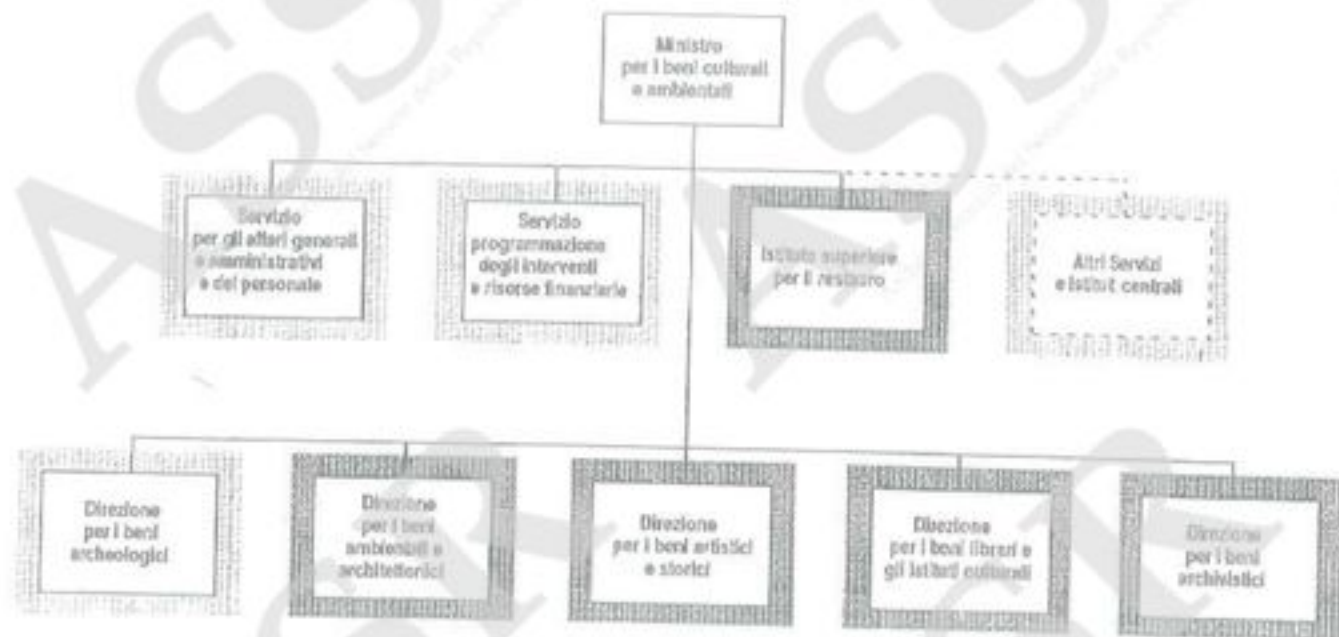 Ministro
per i beni culturali
e ambientali
Servizio
per gli affari generali
e amministrativi
e del personale
Servizio
programmazione
degli interventi
e risorse finanziarie
Istituto superiore
per il restauro
Altri Servizi
e Istituti centrali
Direzione
per i beni
archeologici
Direzione
per i beni
ambientali e
architettonici
Direzione
per i beni artistici
e storici
Direzione
per i beni librari e
gli istituti culturali
Direzione
per i beni
archivistici